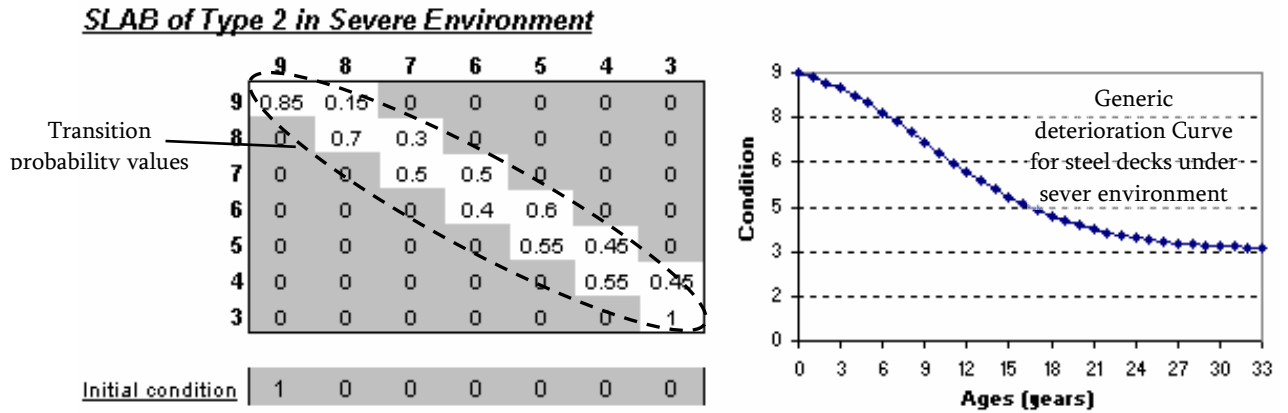 SLAB of Type 2 in Severe Environment
9 8 7 6 5 4 3
9 0.85 0.15 0 0 0 0 0
8 0 0.7 0.3 0 0 0 0
7 0 0 0.5 0.5 0 0 0
6 0 0 0 0.4 0.6 0 0
5 0 0 0 0 0.55 0.45 0
4 0 0 0 0 0 0.55 0.45
3 0 0 0 0 0 0 1
Transition
probability values
Initial condition 1 0 0 0 0 0 0
Condition
9
8
6
5
3
2
0
Generic
deterioration Curve
for steel decks under
sever environment
0 3 6 9 12 15 18 21 24 27 30 33
Ages (years)